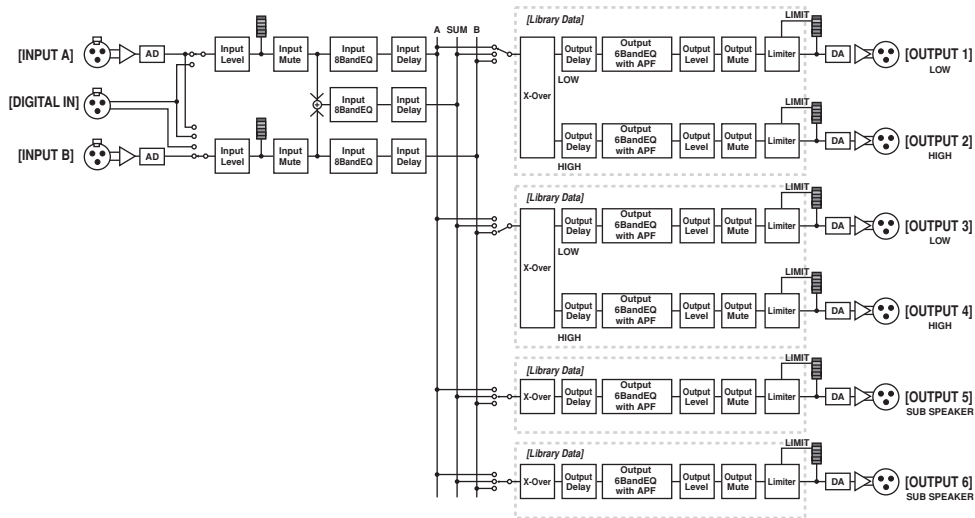 A SUM B
[Library Data]
LIMIT
[INPUT A]
AD
Input
Level
Input
Mute
Input
8BandEQ
Input
Delay
X-Over
Output
Delay
Output
6BandEQ
with APF
Output
Level
Output
Mute
Limiter
DA
[OUTPUT 1]
LOW
LOW
[DIGITAL IN]
Input
8BandEQ
Input
Delay
LIMIT
[INPUT B]
AD
Input
Level
Input
Mute
Input
8BandEQ
Input
Delay
Output
Delay
Output
6BandEQ
with APF
Output
Level
Output
Mute
Limiter
DA
[OUTPUT 2]
HIGH
HIGH
[Library Data]
LIMIT
X-Over
Output
Delay
Output
6BandEQ
with APF
Output
Level
Output
Mute
Limiter
DA
[OUTPUT 3]
LOW
LOW
LIMIT
Output
Delay
Output
6BandEQ
with APF
Output
Level
Output
Mute
Limiter
DA
[OUTPUT 4]
HIGH
HIGH
[Library Data]
LIMIT
X-Over
Output
Delay
Output
6BandEQ
with APF
Output
Level
Output
Mute
Limiter
DA
[OUTPUT 5]
SUB SPEAKER
[Library Data]
LIMIT
X-Over
Output
Delay
Output
6BandEQ
with APF
Output
Level
Output
Mute
Limiter
DA
[OUTPUT 6]
SUB SPEAKER